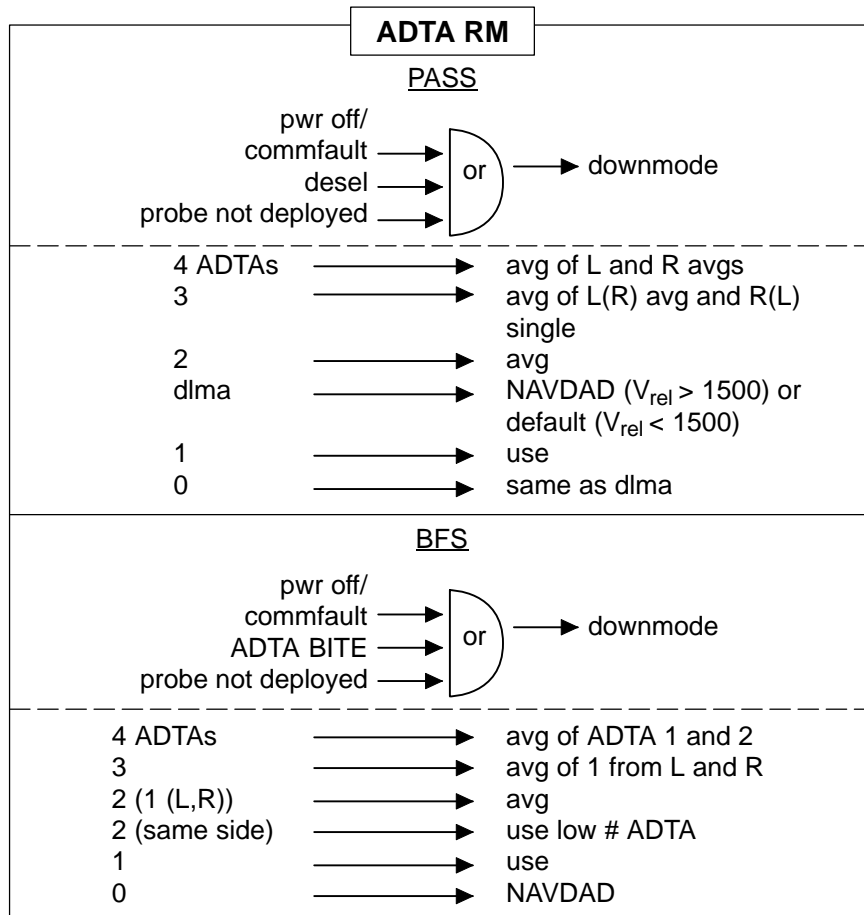 ADTA RM
PASS
pwr off/
commfault
desel
probe not deployed
or
downmode
4 ADTAs avg of L and R avgs
3 avg of L(R) avg and R(L)
single
2 avg
dlma NAVDAD (Vrel > 1500) or
default (Vrel < 1500)
1 use
0 same as dlma
BFS
pwr off/
commfault
ADTA BITE
probe not deployed
or
downmode
4 ADTAs avg of ADTA 1 and 2
3 avg of 1 from L and R
2 (1 (L,R)) avg
2 (same side) use low # ADTA
1 use
0 NAVDAD